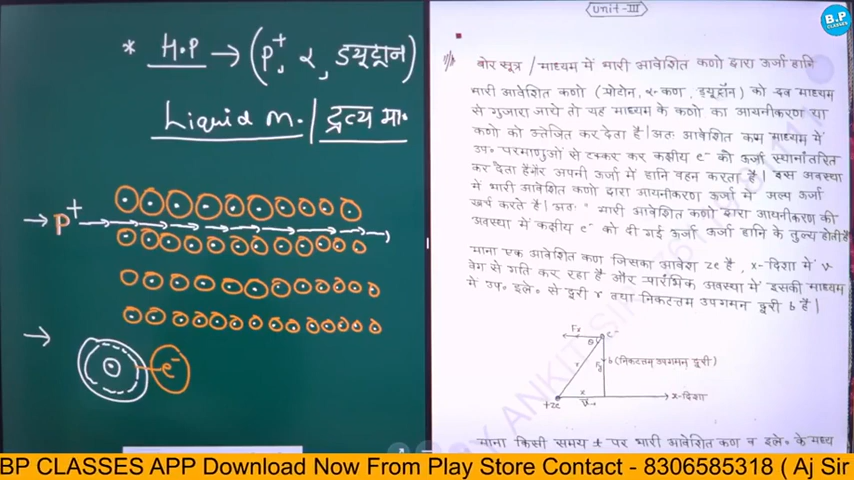 * H.P → (P⁺, α, ड्यूट्रान)
Liquid m. / द्रव्य मा.
→ P⁺ →
→
e⁻
Unit-III
B.P
CLASSES
बोर सूत्र / माध्यम में भारी आवेशित कणो द्वारा ऊर्जा हानि
भारी आवेशित कणो (प्रोटोन, α-कण, ड्यूट्रॉन) को द्रव माध्यम
से गुजारा जाये तो यह माध्यम के कणो का आयनीकरण या
कणो को उत्तेजित कर देता है। अतः आवेशित कण माध्यम में
उप॰ परमाणुओ से टक्कर कर कक्षीय e⁻ को ऊर्जा स्थानांतरित
कर देता है और अपनी ऊर्जा में हानि वहन करता है। इस अवस्था
में भारी आवेशित कणो द्वारा आयनीकरण ऊर्जा में अल्प ऊर्जा
खर्च करते है। अतः भारी आवेशित कणो द्वारा आयनीकरण की
अवस्था में कक्षीय e⁻ को दी गई ऊर्जा ऊर्जा हानि के तुल्य होती है
माना एक आवेशित कण जिसका आवेश ze है, x-दिशा में v
वेग से गति कर रहा है और प्रारंभिक अवस्था में इसकी माध्यम
में उप॰ इले॰ से दूरी r तथा निकटतम उपगमन दूरी b है।
Fx
e⁻
θ
r
Fy
b (निकटतम उपगमन दूरी)
x
+ze
v
x-दिशा
माना किसी समय t पर भारी आवेशित कण व इले॰ के मध्य
BP CLASSES APP Download Now From Play Store Contact - 8306585318 ( Aj Sir